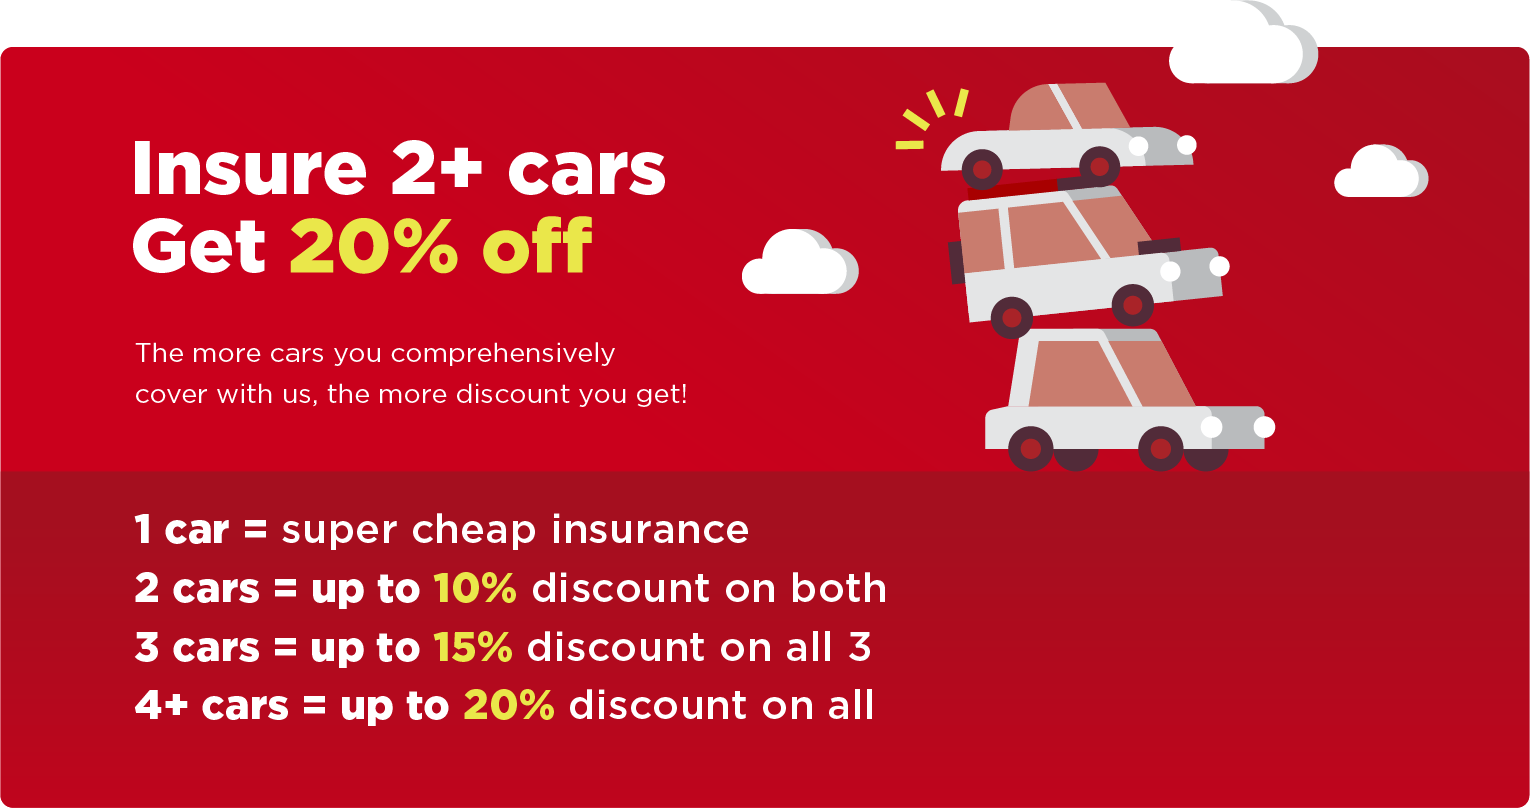 Insure 2+ cars
Get 20% off
The more cars you comprehensively
cover with us, the more discount you get!
1 car = super cheap insurance
2 cars = up to 10% discount on both
3 cars = up to 15% discount on all 3
4+ cars = up to 20% discount on all